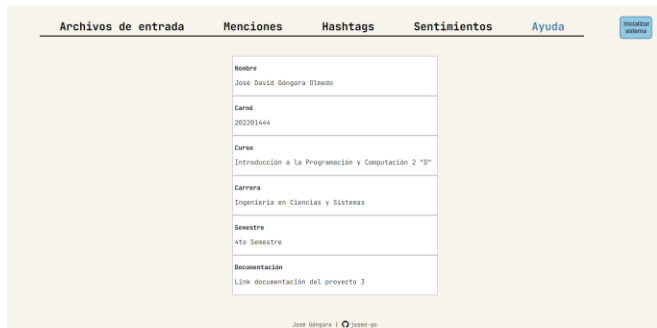 Archivos de entrada Menciones Hashtags Sentimientos Ayuda
Inicializar
sistema
Nombre
José David Góngora Olmedo
Carné
202201444
Curso
Introducción a la Programación y Computación 2 "D"
Carrera
Ingenieria en Ciencias y Sistemas
Semestre
4to Semestre
Documentación
Link documentación del proyecto 3
José Góngora | josed-go